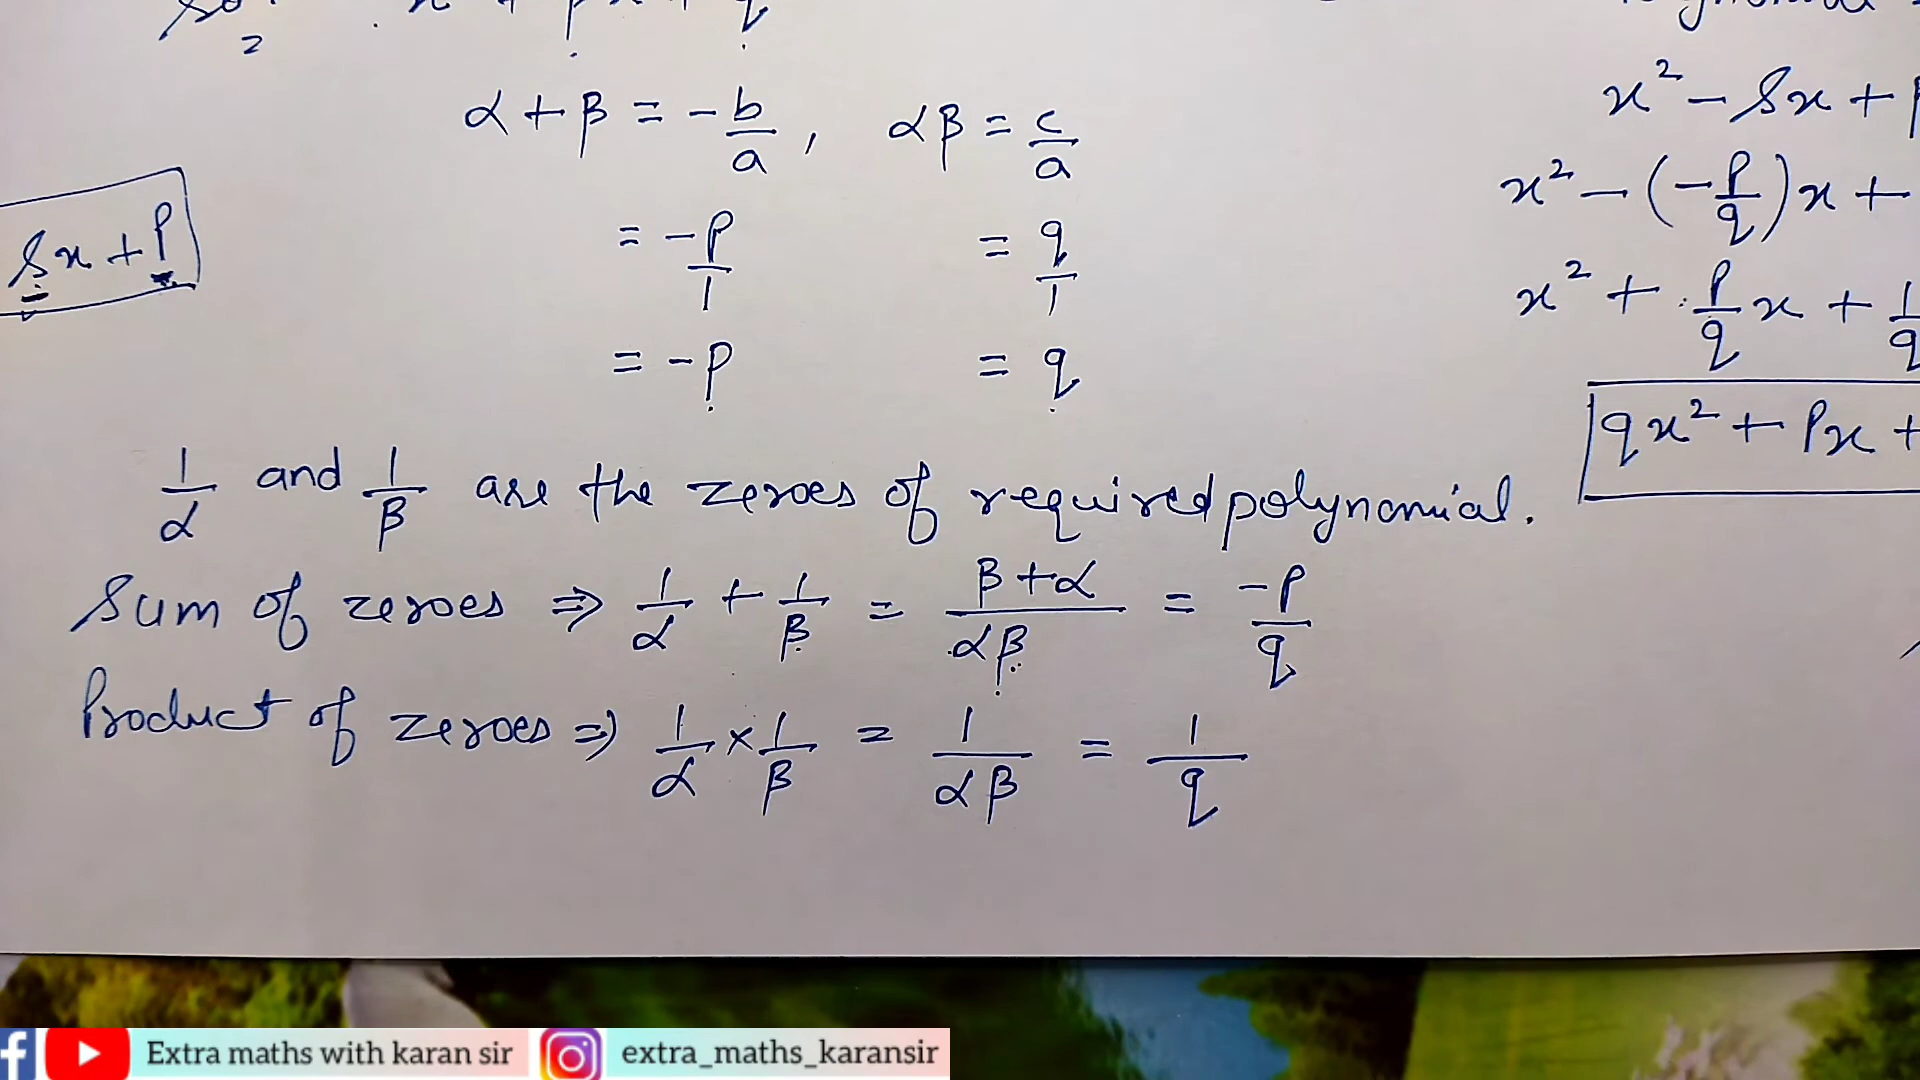 α + β = -b/a , αβ = c/a
= -p/1 = q/1
= -p = q
sx + P
1/α and 1/β are the zeroes of required polynomial.
Sum of zeroes ⇒ 1/α + 1/β = β+α/αβ = -p/q
Product of zeroes ⇒ 1/α × 1/β = 1/αβ = 1/q
x² - Sx + p
x² - (-p/q)x +
x² + p/q x + 1/q
qx² + Px +
Extra maths with karan sir
extra_maths_karansir